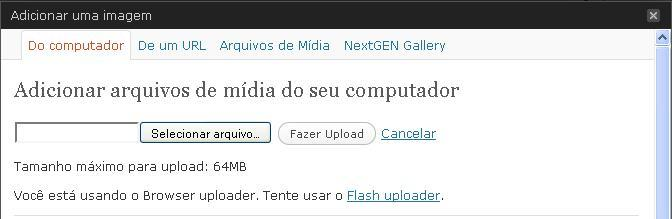 Adicionar uma imagem
Do computador De um URL Arquivos de Mídia NextGEN Gallery
Adicionar arquivos de mídia do seu computador
Selecionar arquivo... Fazer Upload Cancelar
Tamanho máximo para upload: 64MB
Você está usando o Browser uploader. Tente usar o Flash uploader.